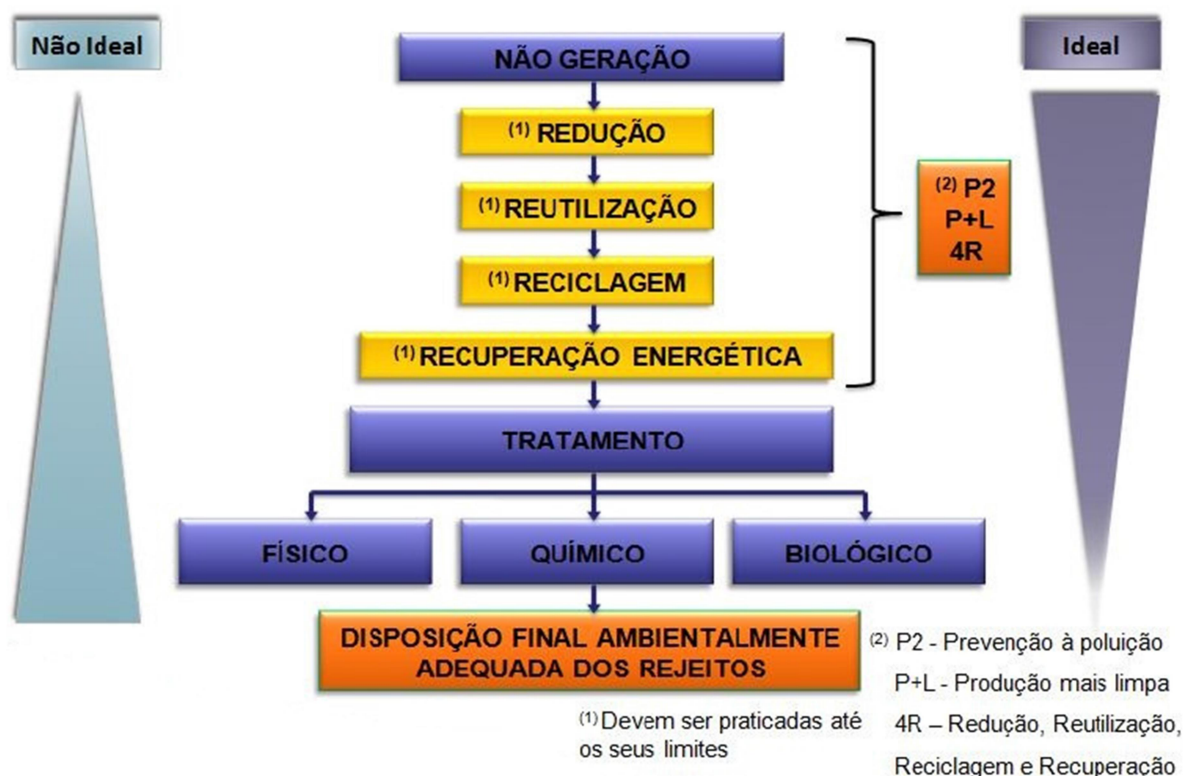 Não Ideal
Ideal
NÃO GERAÇÃO
(1) REDUÇÃO
(1) REUTILIZAÇÃO
(1) RECICLAGEM
(1) RECUPERAÇÃO ENERGÉTICA
(2) P2
P+L
4R
TRATAMENTO
FÍSICO
QUÍMICO
BIOLÓGICO
DISPOSIÇÃO FINAL AMBIENTALMENTE
ADEQUADA DOS REJEITOS
(1) Devem ser praticadas até
os seus limites
(2) P2 - Prevenção à poluição
P+L - Produção mais limpa
4R – Redução, Reutilização,
Reciclagem e Recuperação